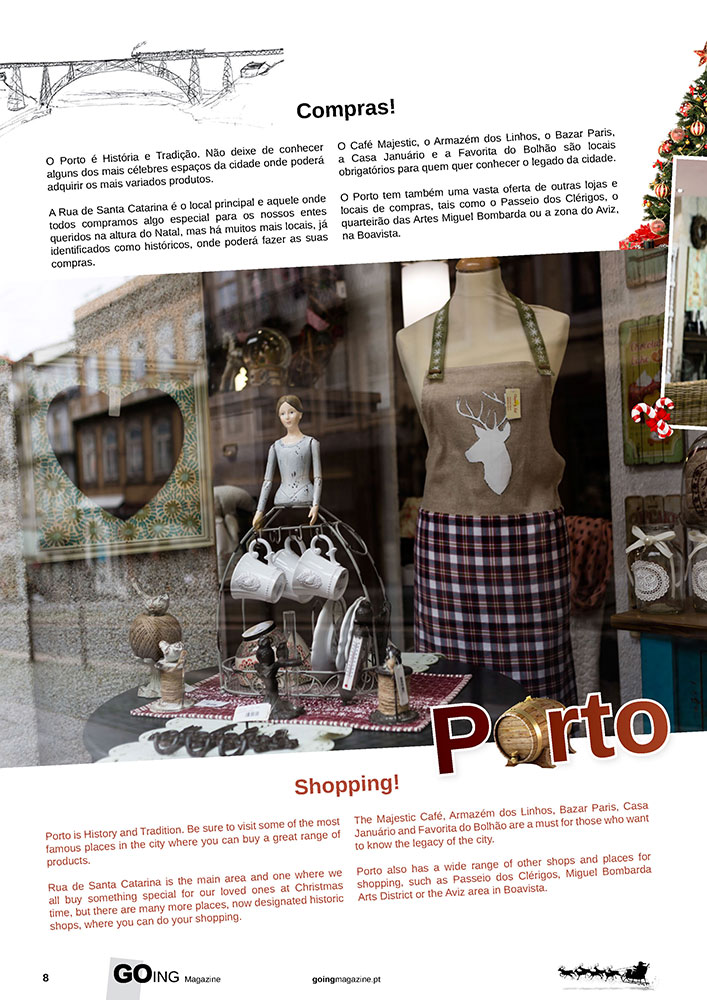 Compras!
O Porto é História e Tradição. Não deixe de conhecer
alguns dos mais célebres espaços da cidade onde poderá
adquirir os mais variados produtos.
A Rua de Santa Catarina é o local principal e aquele onde
todos compramos algo especial para os nossos entes
queridos na altura do Natal, mas há muitos mais locais, já
identificados como históricos, onde poderá fazer as suas
compras.
O Café Majestic, o Armazém dos Linhos, o Bazar Paris,
a Casa Januário e a Favorita do Bolhão são locais
obrigatórios para quem quer conhecer o legado da cidade.
O Porto tem também uma vasta oferta de outras lojas e
locais de compras, tais como o Passeio dos Clérigos, o
quarteirão das Artes Miguel Bombarda ou a zona do Aviz,
na Boavista.
Porto
Shopping!
Porto is History and Tradition. Be sure to visit some of the most
famous places in the city where you can buy a great range of
products.
Rua de Santa Catarina is the main area and one where we
all buy something special for our loved ones at Christmas
time, but there are many more places, now designated historic
shops, where you can do your shopping.
The Majestic Café, Armazém dos Linhos, Bazar Paris, Casa
Januário and Favorita do Bolhão are a must for those who want
to know the legacy of the city.
Porto also has a wide range of other shops and places for
shopping, such as Passeio dos Clérigos, Miguel Bombarda
Arts District or the Aviz area in Boavista.
8
GOING Magazine
goingmagazine.pt